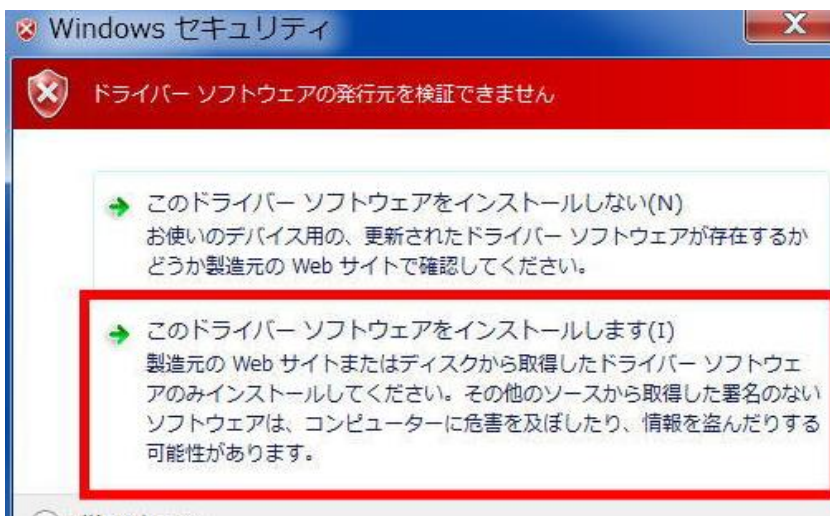 Windows セキュリティ
ドライバー ソフトウェアの発行元を検証できません
このドライバー ソフトウェアをインストールしない(N)
お使いのデバイス用の、更新されたドライバー ソフトウェアが存在するか
どうか製造元の Web サイトで確認してください。
このドライバー ソフトウェアをインストールします(I)
製造元の Web サイトまたはディスクから取得したドライバー ソフトウェ
アのみインストールしてください。その他のソースから取得した署名のない
ソフトウェアは、コンピューターに危害を及ぼしたり、情報を盗んだりする
可能性があります。